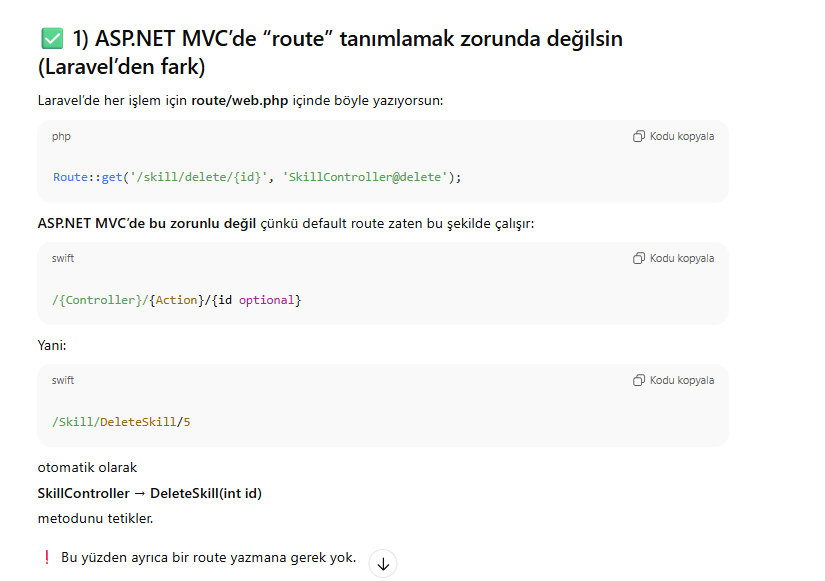 ✅ 1) ASP.NET MVC’de “route” tanımlamak zorunda değilsin
(Laravel’den fark)
Laravel’de her işlem için route/web.php içinde böyle yazıyorsun:
php
Kodu kopyala
Route::get('/skill/delete/{id}', 'SkillController@delete');
ASP.NET MVC’de bu zorunlu değil çünkü default route zaten bu şekilde çalışır:
swift
Kodu kopyala
/{Controller}/{Action}/{id optional}
Yani:
swift
Kodu kopyala
/Skill/DeleteSkill/5
otomatik olarak
SkillController → DeleteSkill(int id)
metodunu tetikler.
❗ Bu yüzden ayrıca bir route yazmana gerek yok.